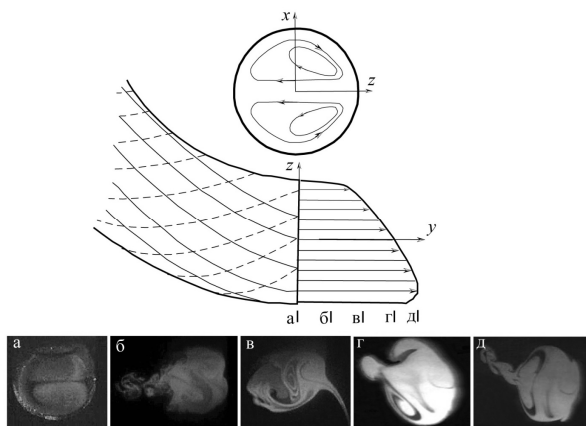 x
z
z
y
а б в г д
а б в г д